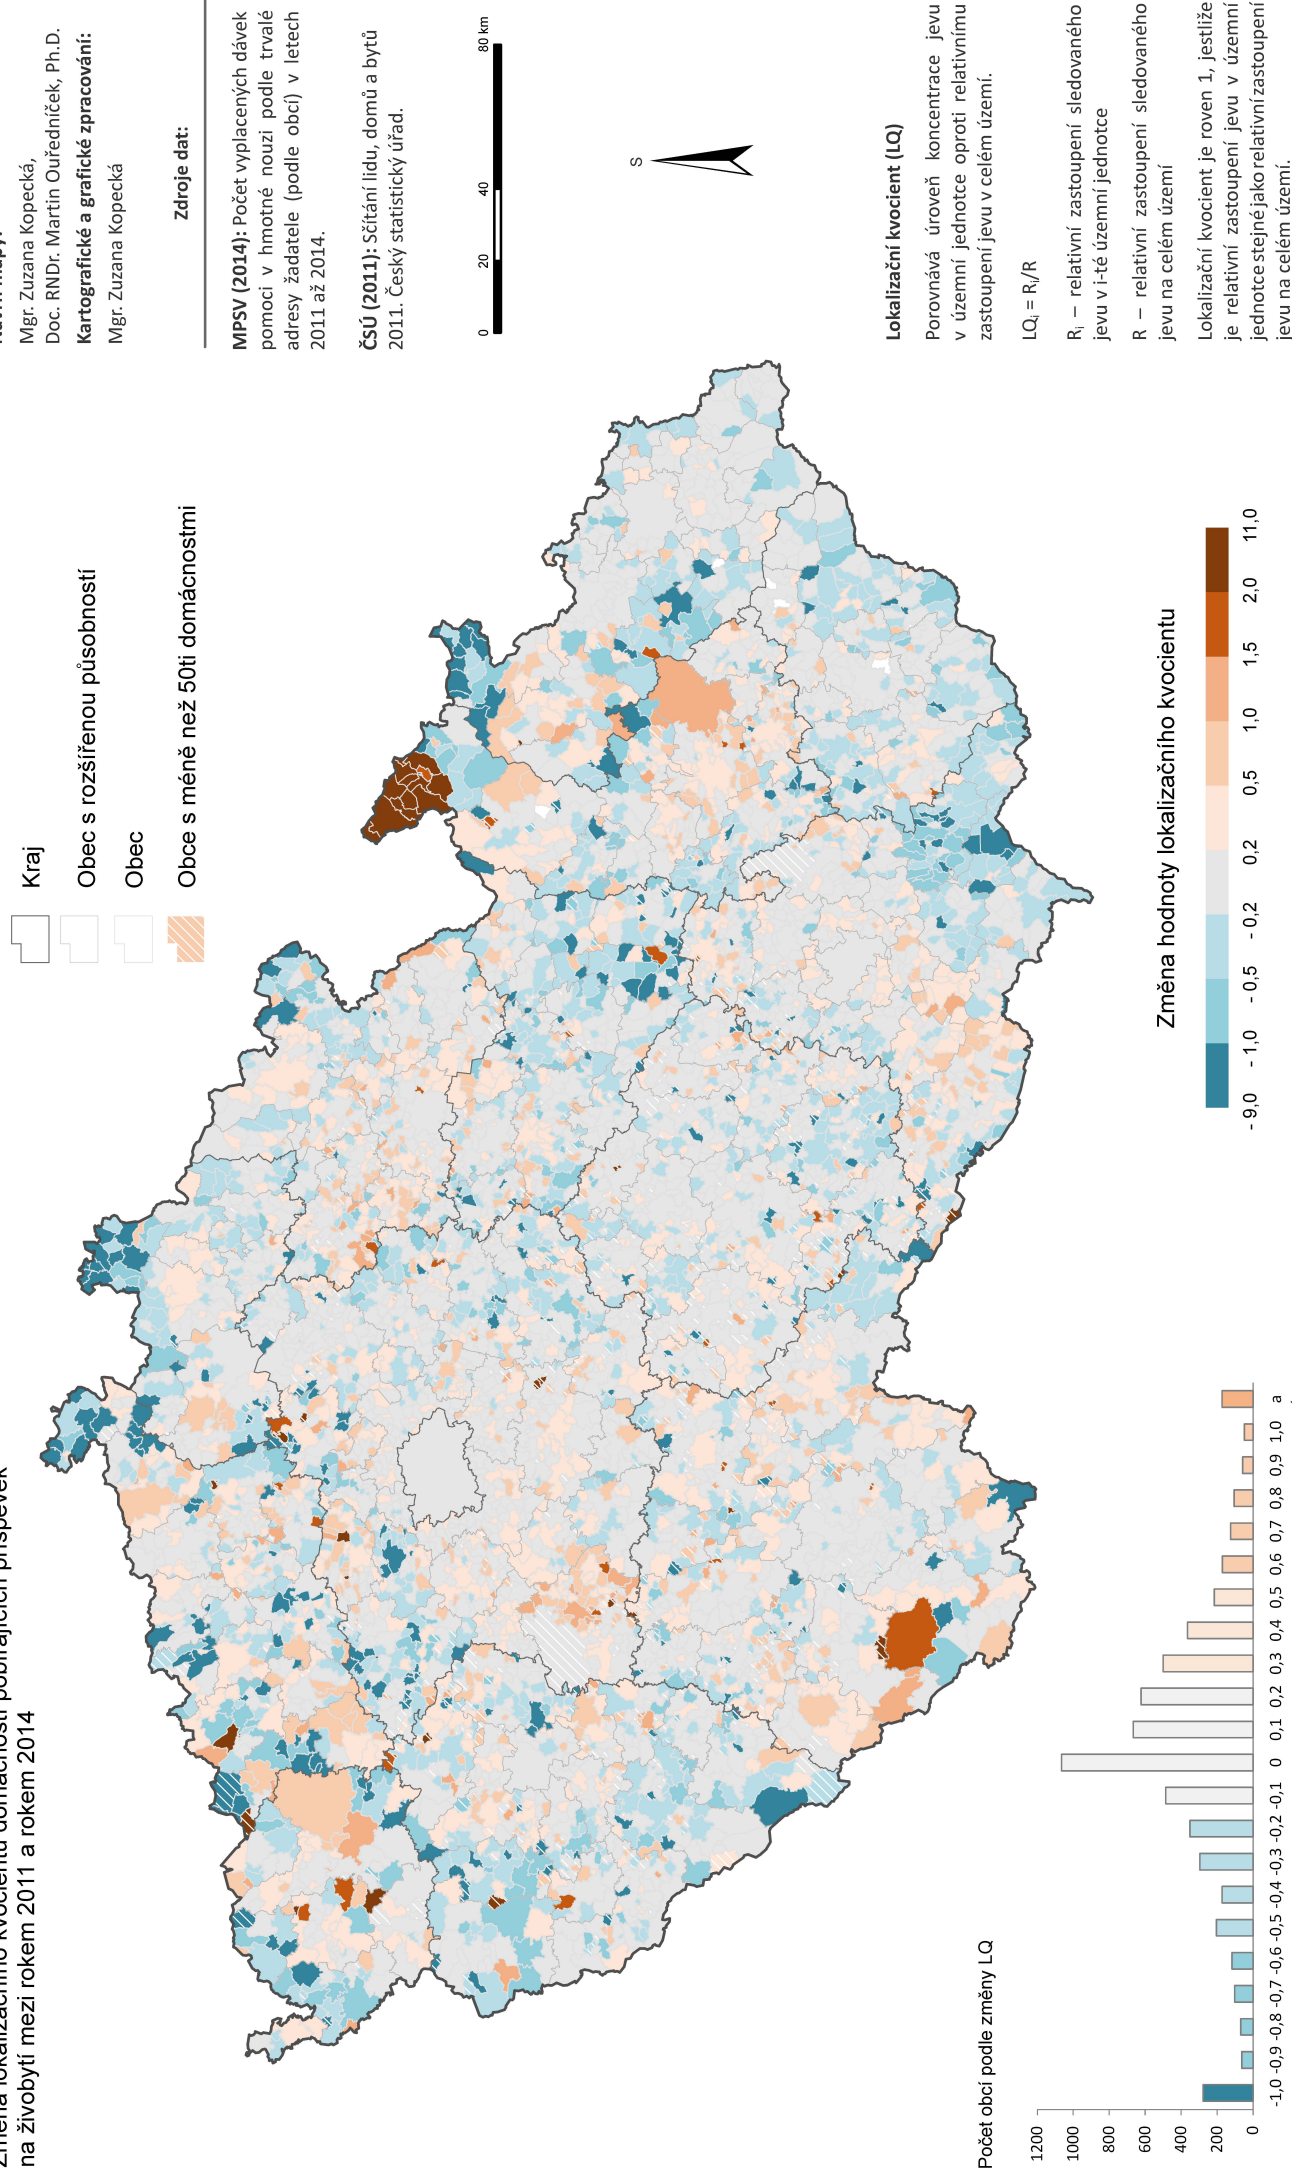 Změna lokalizačního kvocientu domácností pobírajících příspěvek
na živobytí mezi rokem 2011 a rokem 2014
Kraj
Obec s rozšířenou působností
Obec
Obce s méně než 50ti domácnostmi
Mgr. Zuzana Kopecká,
Doc. RNDr. Martin Ouředníček, Ph.D.
Kartografické a grafické zpracování:
Mgr. Zuzana Kopecká
Zdroje dat:
MPSV (2014): Počet vyplacených dávek
pomoci v hmotné nouzi podle trvalé
adresy žadatele (podle obcí) v letech
2011 až 2014.
ČSÚ (2011): Sčítání lidu, domů a bytů
2011. Český statistický úřad.
0 20 40 80 km
S
Lokalizační kvocient (LQ)
Porovnává úroveň koncentrace jevu
v územní jednotce oproti relativnímu
zastoupení jevu v celém území.
LQi = Ri/R
Ri – relativní zastoupení sledovaného
jevu v i-té územní jednotce
R – relativní zastoupení sledovaného
jevu na celém území
Lokalizační kvocient je roven 1, jestliže
je relativní zastoupení jevu v územní
jednotce stejné jako relativní zastoupení
jevu na celém území.
Změna hodnoty lokalizačního kvocientu
- 9,0 - 1,0 - 0,5 - 0,2 0,2 0,5 1,0 1,5 2,0 11,0
Počet obcí podle změny LQ
1200
1000
800
600
400
200
0
-1,0 -0,9 -0,8 -0,7 -0,6 -0,5 -0,4 -0,3 -0,2 -0,1 0 0,1 0,2 0,3 0,4 0,5 0,6 0,7 0,8 0,9 1,0 a